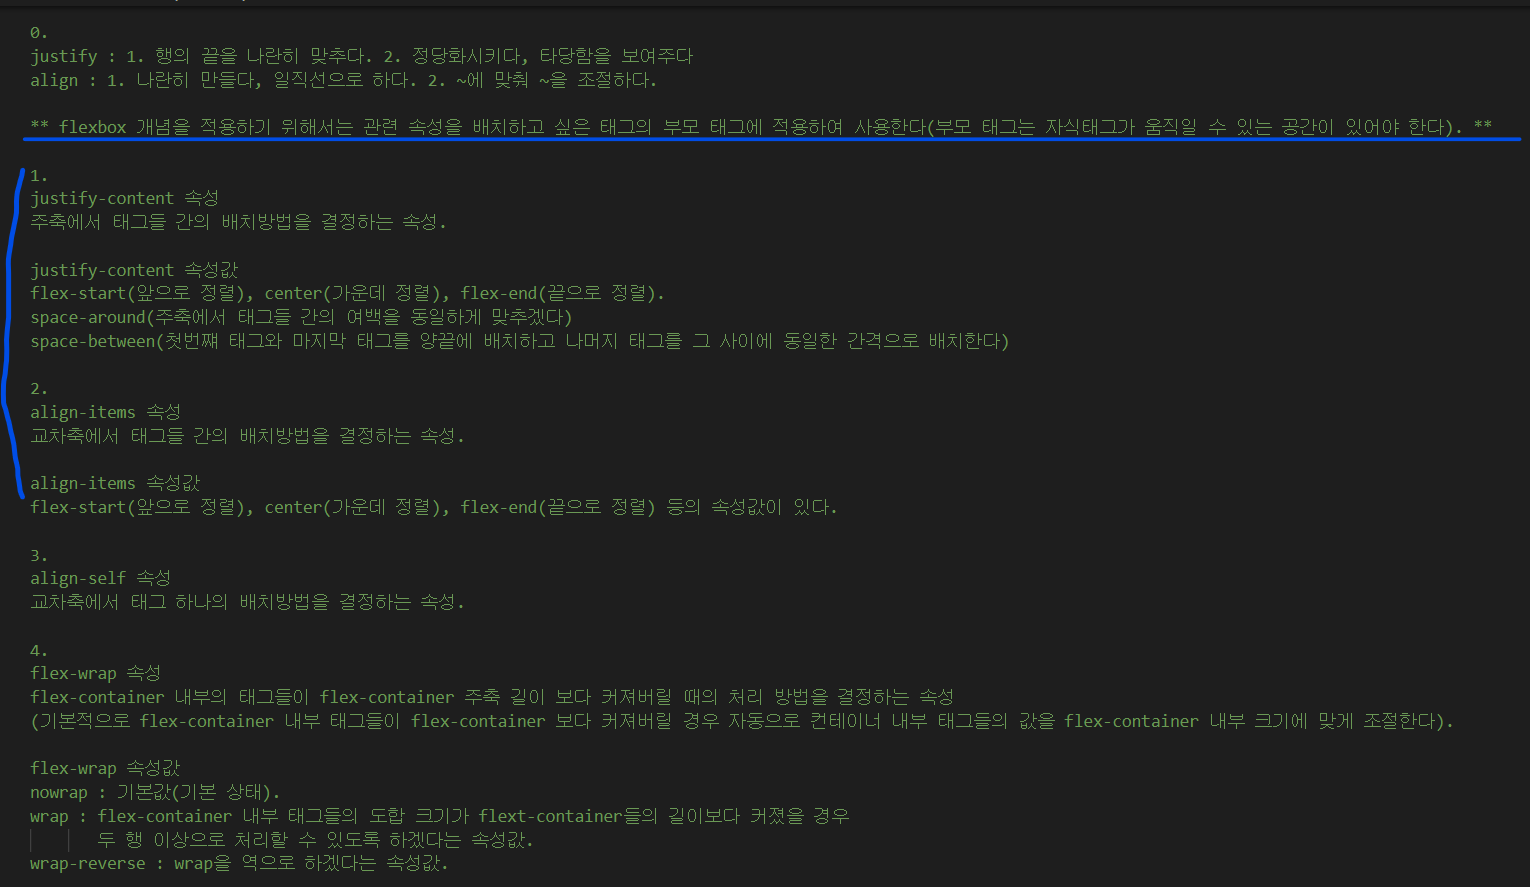 0.
justify : 1. 행의 끝을 나란히 맞추다. 2. 정당화시키다, 타당함을 보여주다
align : 1. 나란히 만들다, 일직선으로 하다. 2. ~에 맞춰 ~을 조절하다.
** flexbox 개념을 적용하기 위해서는 관련 속성을 배치하고 싶은 태그의 부모 태그에 적용하여 사용한다(부모 태그는 자식태그가 움직일 수 있는 공간이 있어야 한다). **
1.
justify-content 속성
주축에서 태그들 간의 배치방법을 결정하는 속성.
justify-content 속성값
flex-start(앞으로 정렬), center(가운데 정렬), flex-end(끝으로 정렬).
space-around(주축에서 태그들 간의 여백을 동일하게 맞추겠다)
space-between(첫번쨰 태그와 마지막 태그를 양끝에 배치하고 나머지 태그를 그 사이에 동일한 간격으로 배치한다)
2.
align-items 속성
교차축에서 태그들 간의 배치방법을 결정하는 속성.
align-items 속성값
flex-start(앞으로 정렬), center(가운데 정렬), flex-end(끝으로 정렬) 등의 속성값이 있다.
3.
align-self 속성
교차축에서 태그 하나의 배치방법을 결정하는 속성.
4.
flex-wrap 속성
flex-container 내부의 태그들이 flex-container 주축 길이 보다 커져버릴 때의 처리 방법을 결정하는 속성
(기본적으로 flex-container 내부 태그들이 flex-container 보다 커져버릴 경우 자동으로 컨테이너 내부 태그들의 값을 flex-container 내부 크기에 맞게 조절한다).
flex-wrap 속성값
nowrap : 기본값(기본 상태).
wrap : flex-container 내부 태그들의 도합 크기가 flext-container들의 길이보다 커졌을 경우
두 행 이상으로 처리할 수 있도록 하겠다는 속성값.
wrap-reverse : wrap을 역으로 하겠다는 속성값.